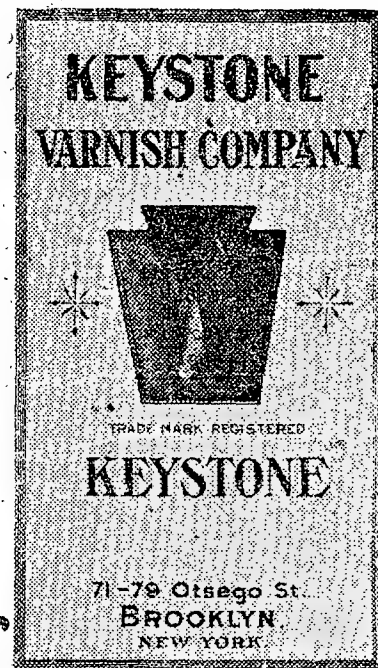 KEYSTONE
VARNISH COMPANY
TRADE MARK REGISTERED
KEYSTONE
71-79 Otsego St.
BROOKLYN,
NEW YORK